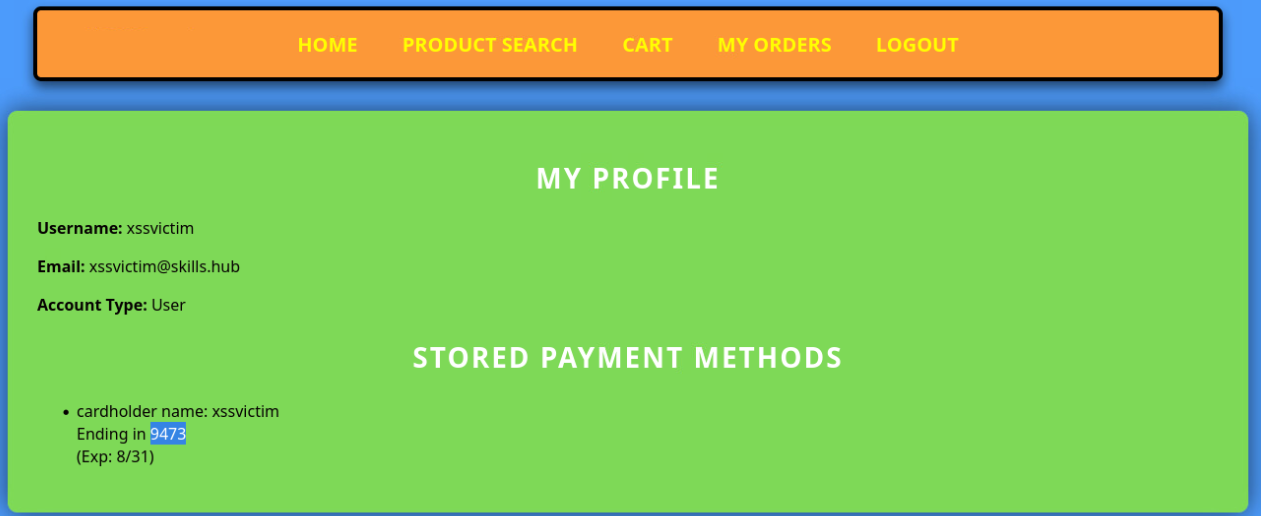 HOME PRODUCT SEARCH CART MY ORDERS LOGOUT
MY PROFILE
Username: xssvictim
Email: xssvictim@skills.hub
Account Type: User
STORED PAYMENT METHODS
• cardholder name: xssvictim
Ending in 9473
(Exp: 8/31)